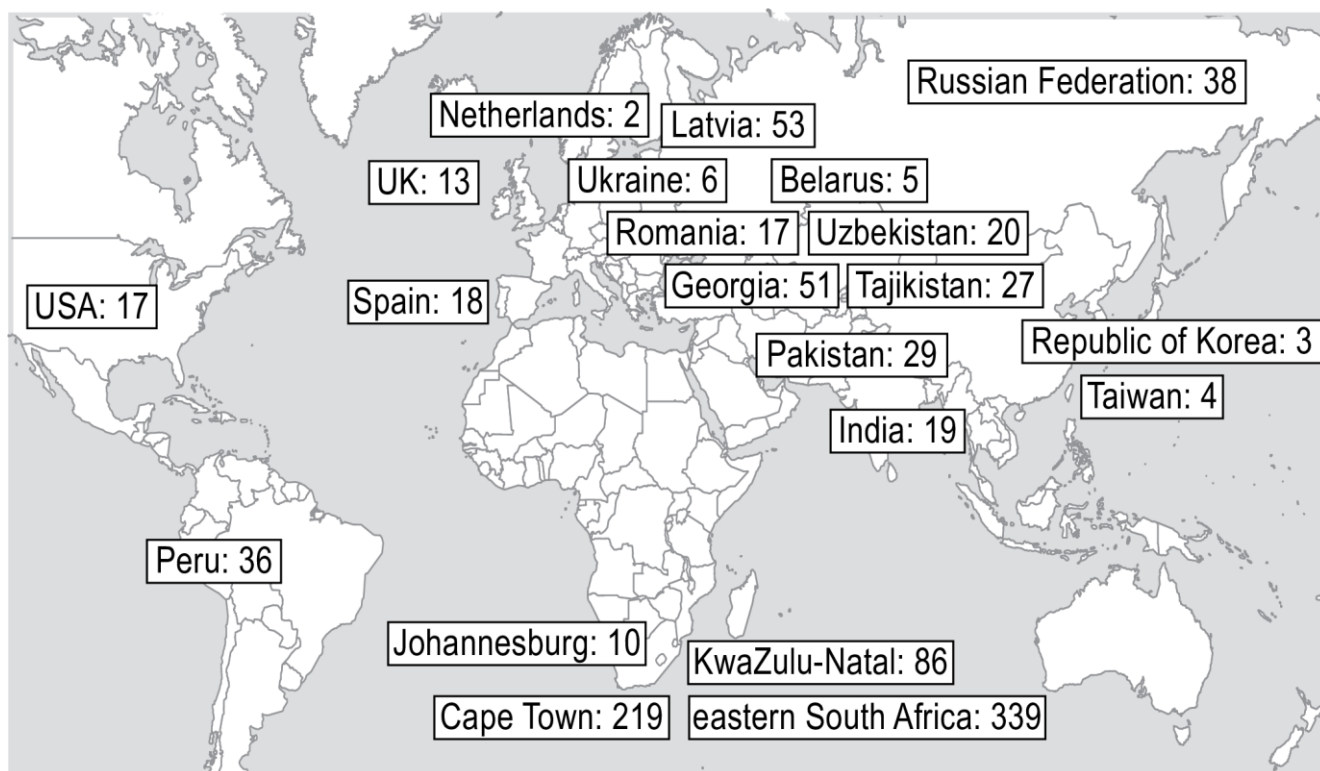 Russian Federation: 38
Netherlands: 2
Latvia: 53
UK: 13
Ukraine: 6
Belarus: 5
Romania: 17
Uzbekistan: 20
USA: 17
Spain: 18
Georgia: 51
Tajikistan: 27
Pakistan: 29
Republic of Korea: 3
Taiwan: 4
India: 19
Peru: 36
Johannesburg: 10
KwaZulu-Natal: 86
Cape Town: 219
eastern South Africa: 339